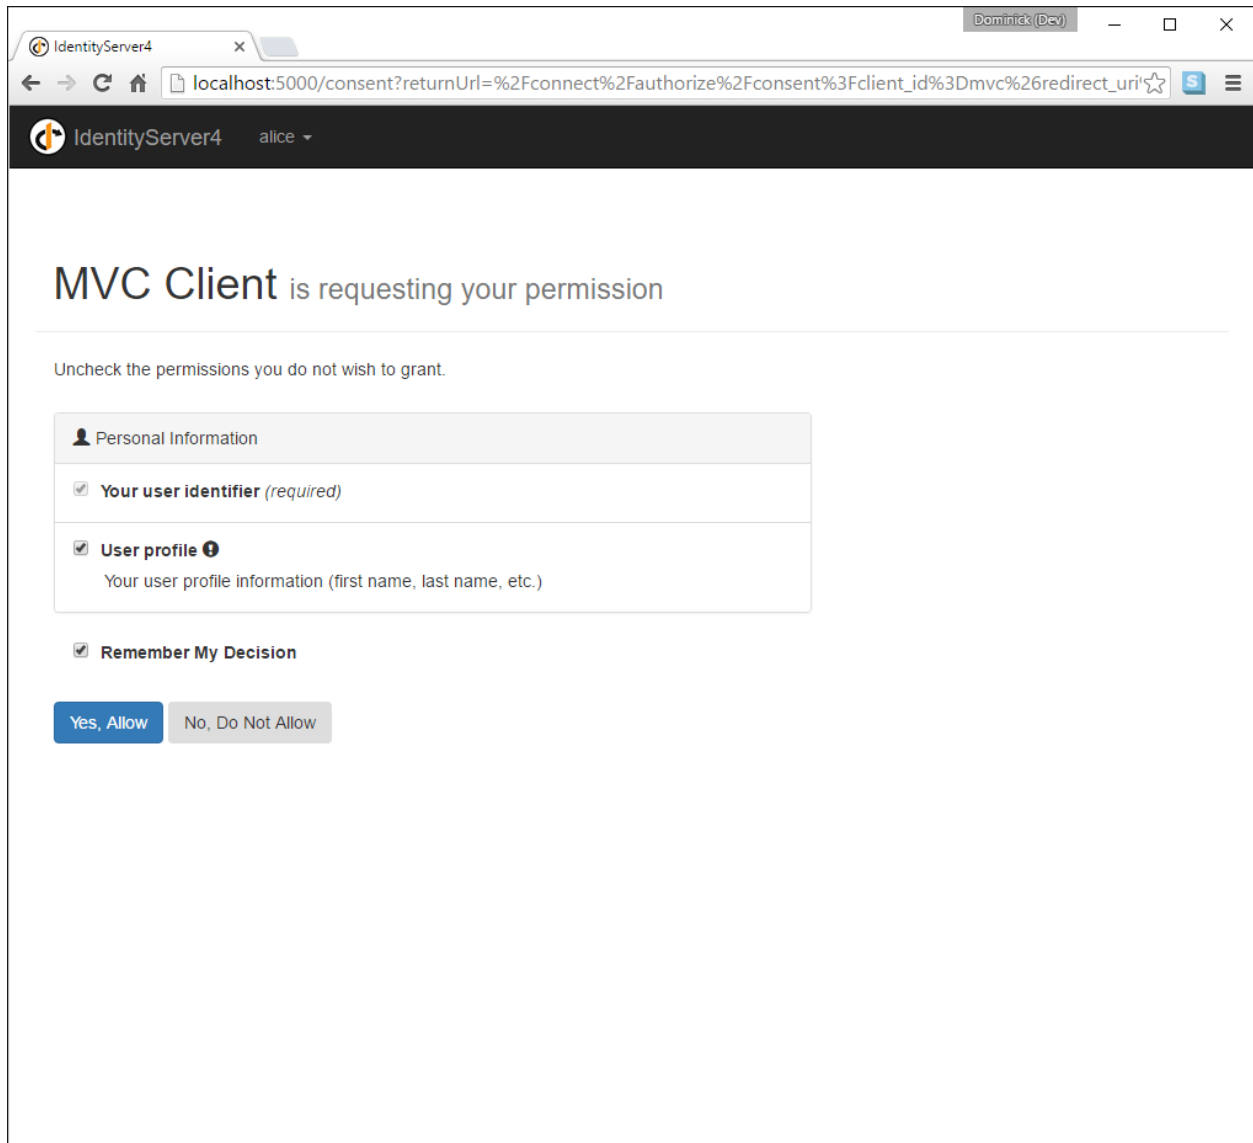 Dominick (Dev)
IdentityServer4
localhost:5000/consent?returnUrl=%2Fconnect%2Fauthorize%2Fconsent%3Fclient_id%3Dmvc%26redirect_uri
IdentityServer4 alice
MVC Client is requesting your permission
Uncheck the permissions you do not wish to grant.
Personal Information
Your user identifier (required)
User profile
Your user profile information (first name, last name, etc.)
Remember My Decision
Yes, Allow No, Do Not Allow